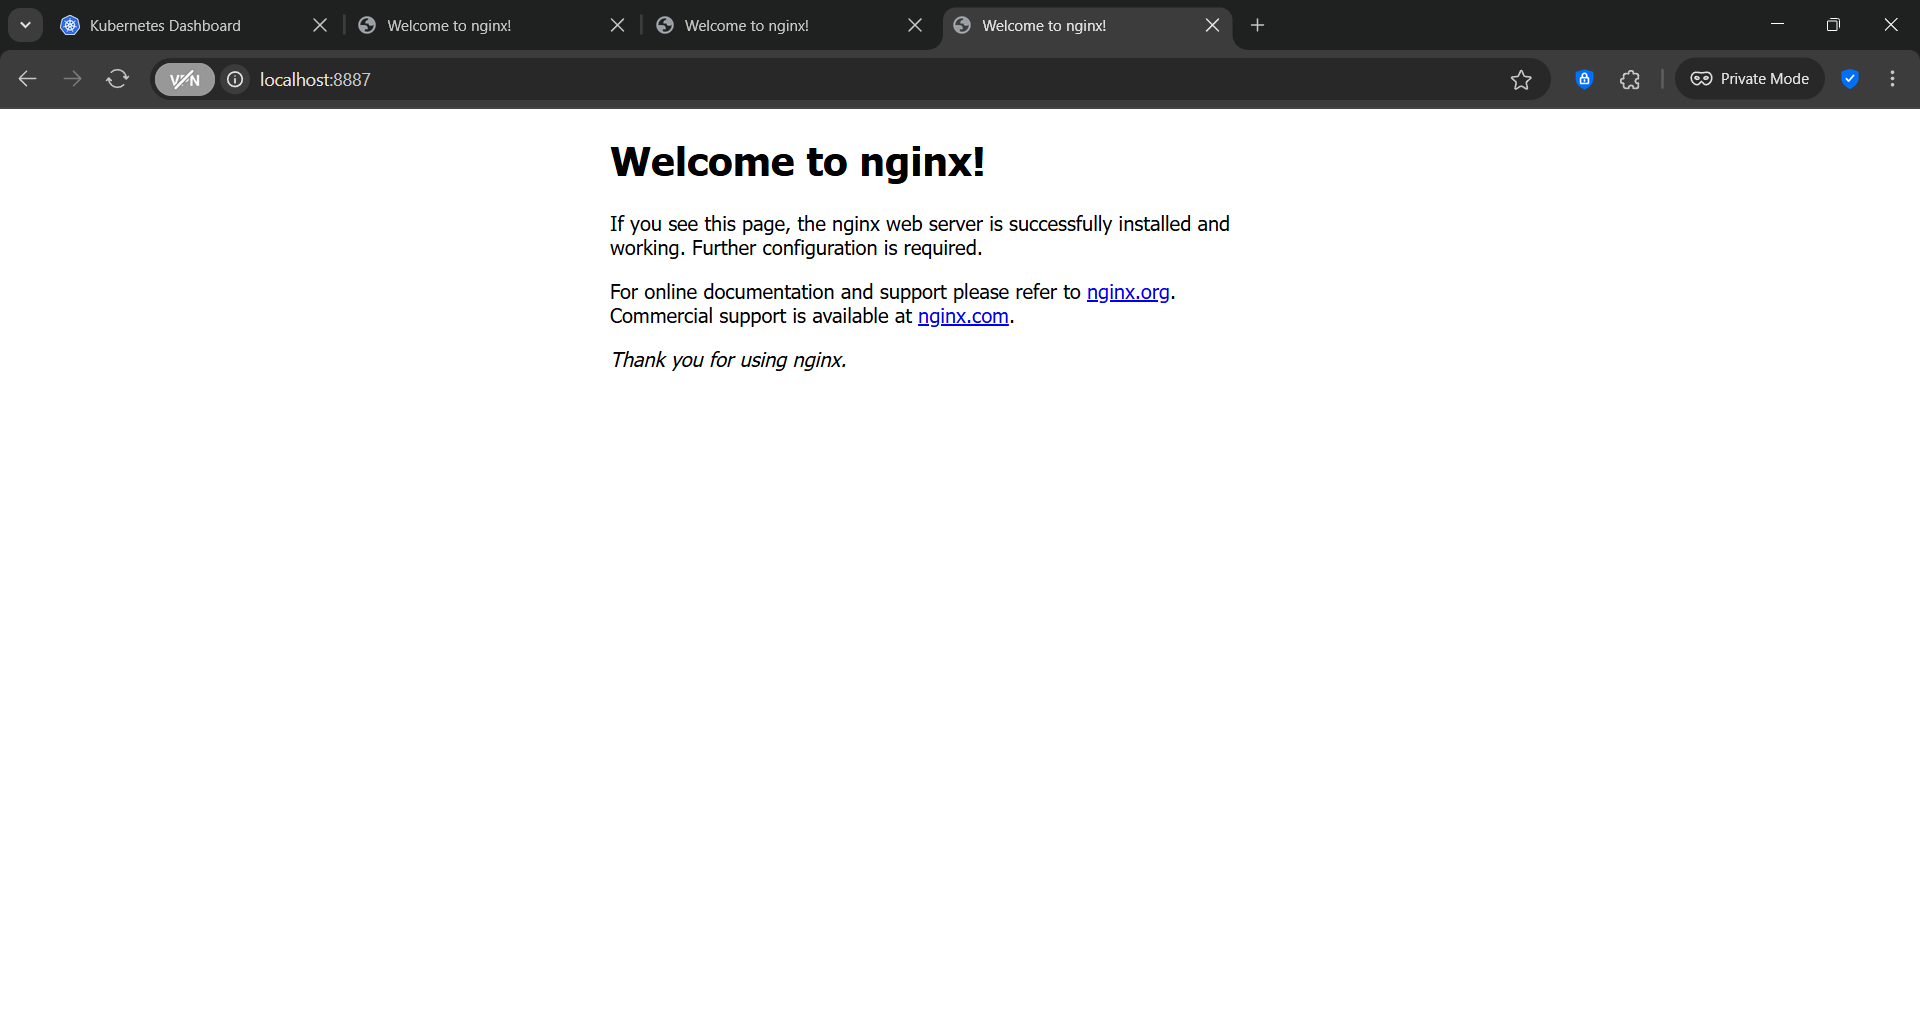 Kubernetes Dashboard
Welcome to nginx!
Welcome to nginx!
Welcome to nginx!
VPN
localhost:8887
Private Mode
Welcome to nginx!
If you see this page, the nginx web server is successfully installed and
working. Further configuration is required.
For online documentation and support please refer to nginx.org.
Commercial support is available at nginx.com.
Thank you for using nginx.